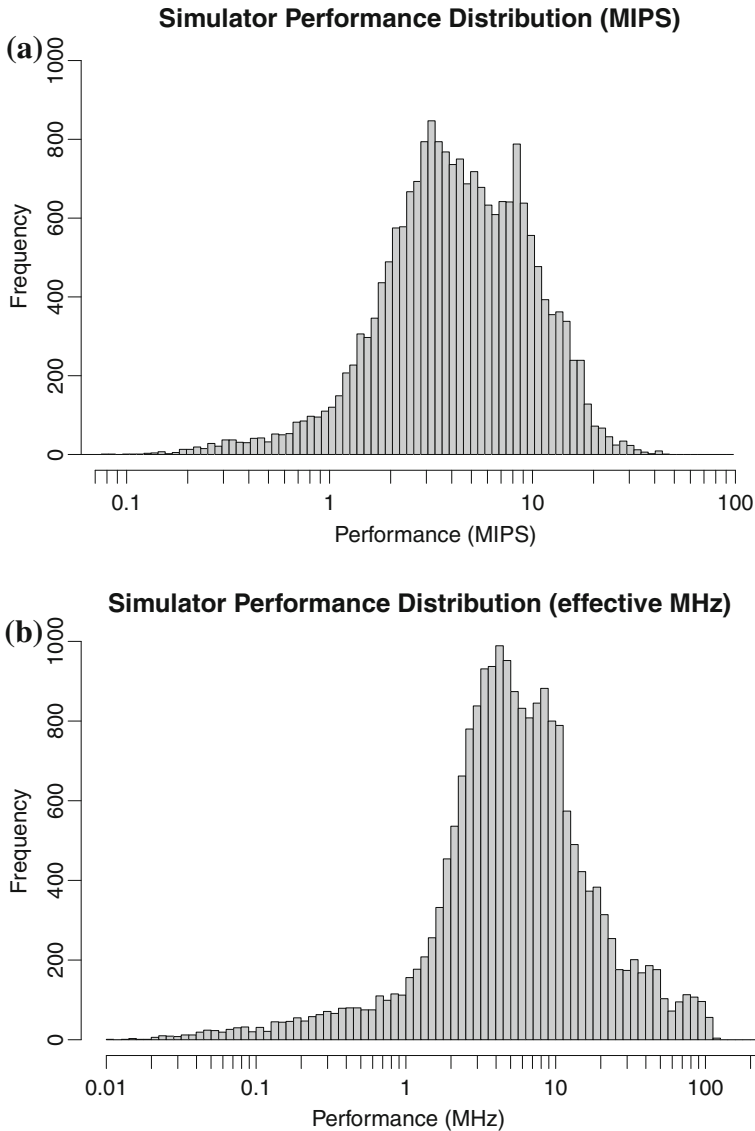 Simulator Performance Distribution (MIPS)
(a)
1000
800
600
400
200
0
Frequency
0.1 1 10 100
Performance (MIPS)
Simulator Performance Distribution (effective MHz)
(b)
1000
800
600
400
200
0
Frequency
0.01 0.1 1 10 100
Performance (MHz)